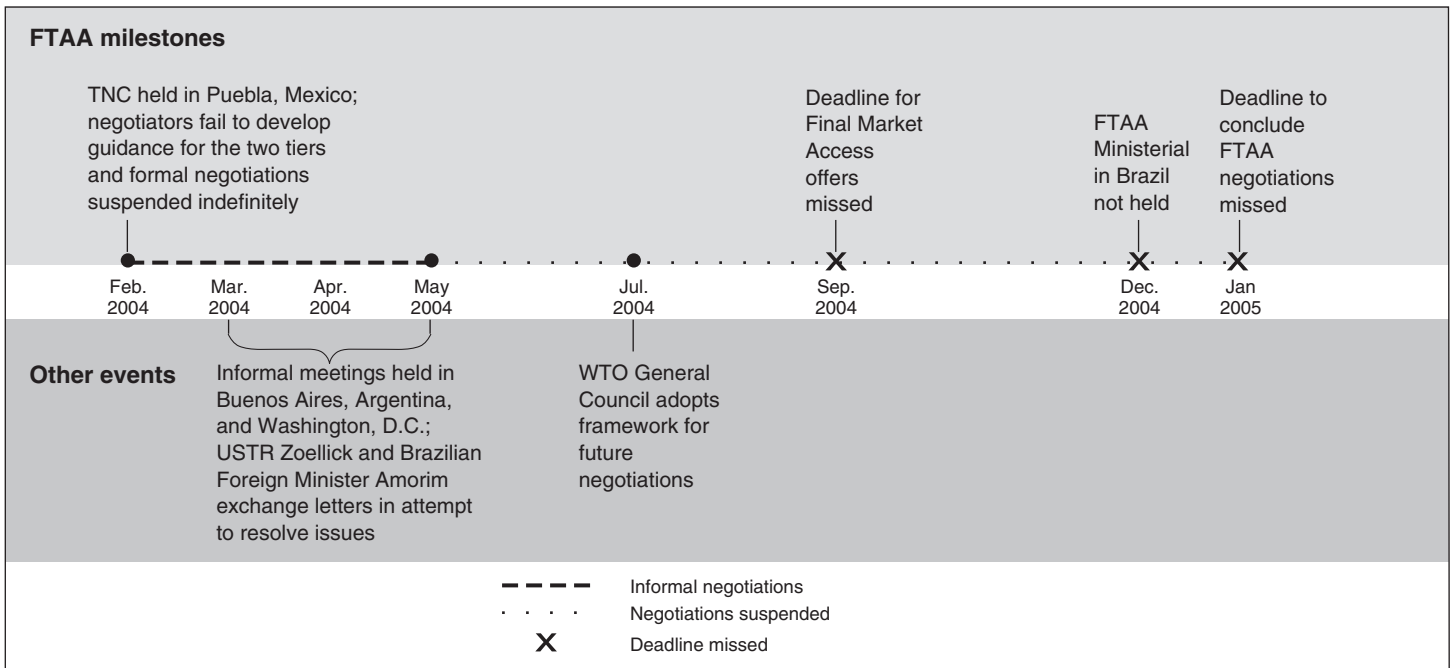 FTAA milestones
TNC held in Puebla, Mexico;
negotiators fail to develop
guidance for the two tiers
and formal negotiations
suspended indefinitely
Deadline for
Final Market
Access
offers
missed
FTAA
Ministerial
in Brazil
not held
Deadline to
conclude
FTAA
negotiations
missed
Feb.
2004
Mar.
2004
Apr.
2004
May
2004
Jul.
2004
Sep.
2004
Dec.
2004
Jan
2005
Other events
Informal meetings held in
Buenos Aires, Argentina,
and Washington, D.C.;
USTR Zoellick and Brazilian
Foreign Minister Amorim
exchange letters in attempt
to resolve issues
WTO General
Council adopts
framework for
future
negotiations
Informal negotiations
Negotiations suspended
X Deadline missed